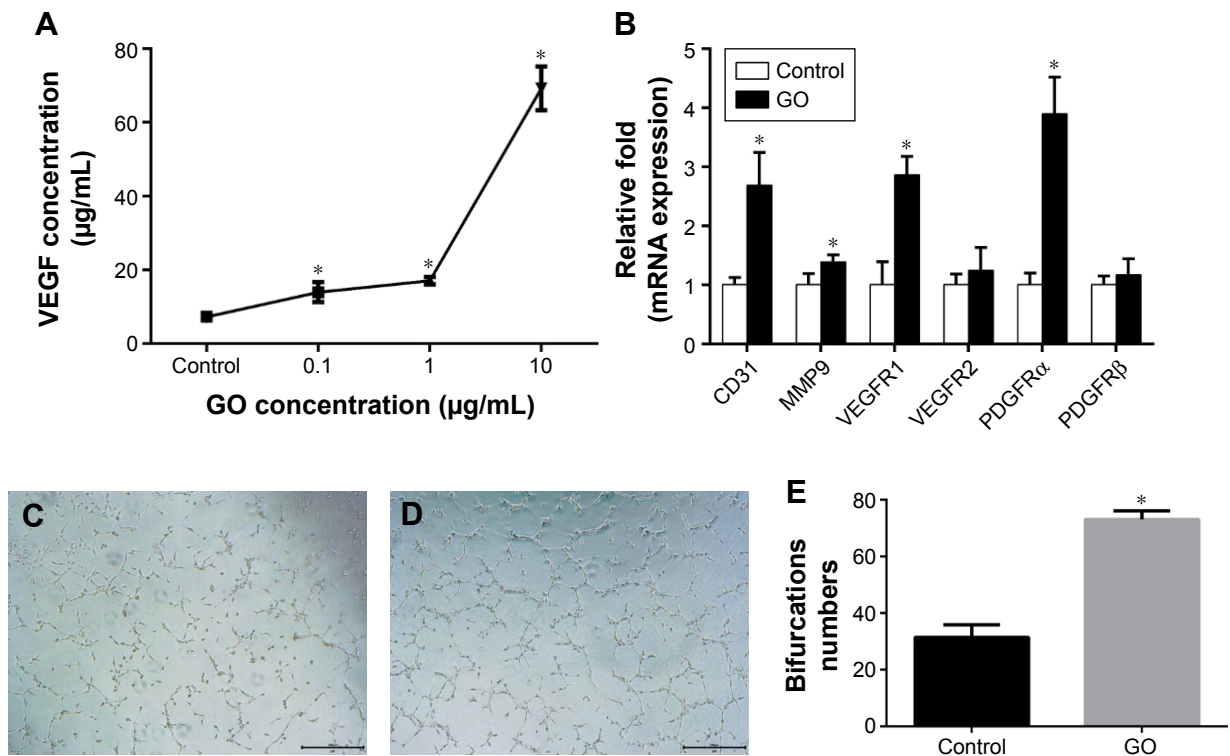 A
80
60
40
20
0
VEGF concentration
(µg/mL)
*
*
*
Control 0.1 1 10
GO concentration (µg/mL)
B
5
4
3
2
1
0
Relative fold
(mRNA expression)
Control
GO
*
*
*
*
CD31 MMP9 VEGFR1 VEGFR2 PDGFRα PDGFRβ
C
D
E
80
60
40
20
0
Bifurcations
numbers
*
Control GO